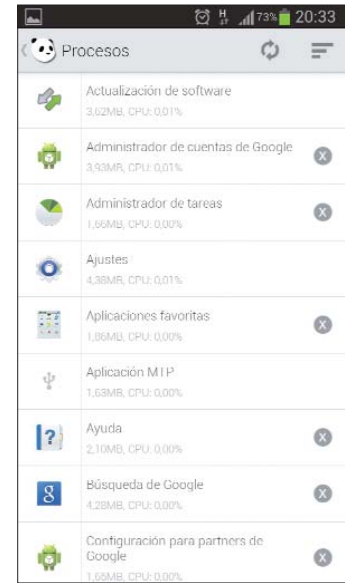 H
73% 20:33
Procesos
Actualización de software
3,62MB, CPU: 0,01%
Administrador de cuentas de Google
3,93MB, CPU: 0,01%
X
Administrador de tareas
1,66MB, CPU: 0,00%
X
Ajustes
4,38MB, CPU: 0,01%
Aplicaciones favoritas
1,86MB, CPU: 0,00%
X
Aplicación MTP
1,63MB, CPU: 0,00%
?
Ayuda
2,10MB, CPU: 0,00%
X
8
Búsqueda de Google
4,28MB, CPU: 0,00%
X
Configuración para partners de
Google
1,66MB, CPU: 0,00%
X